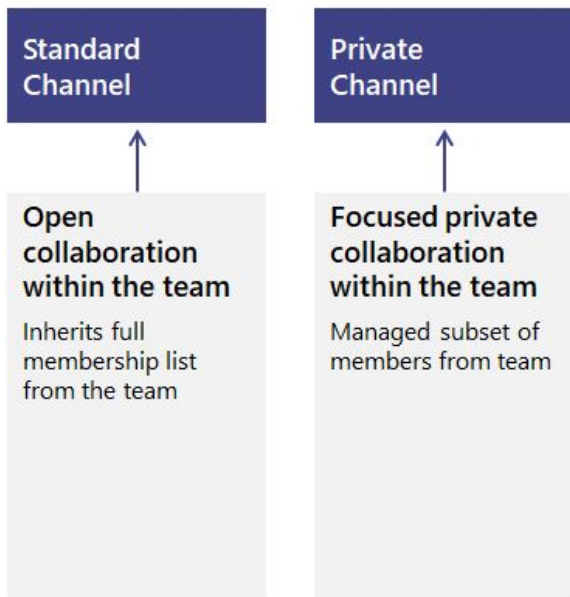 Standard
Channel
Open
collaboration
within the team
Inherits full
membership list
from the team
Private
Channel
Focused private
collaboration
within the team
Managed subset of
members from team